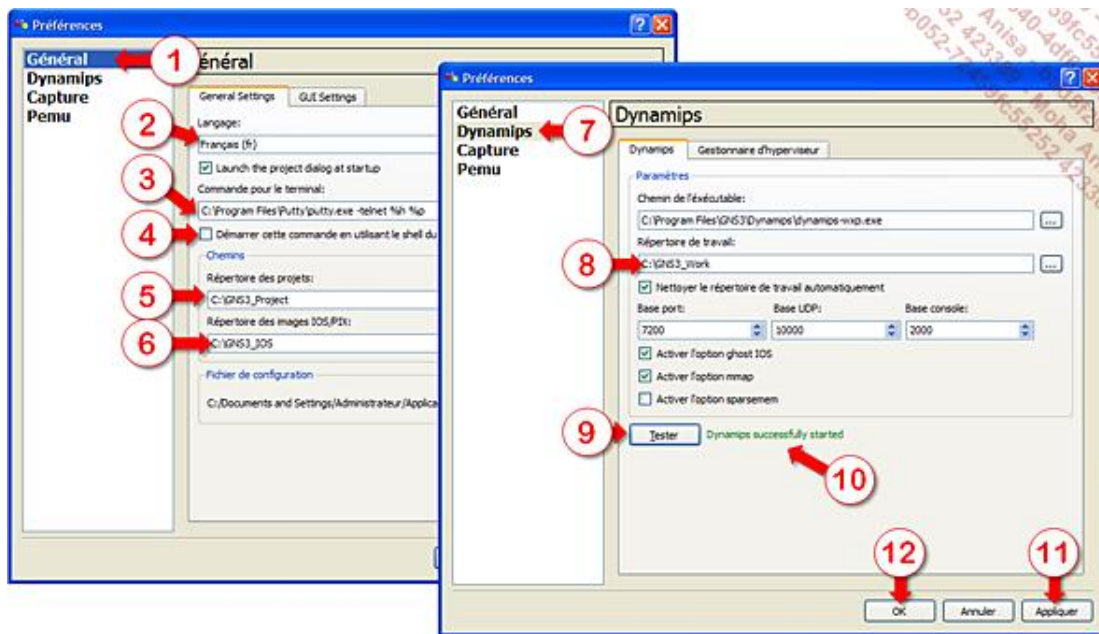 Préférences
Général
Dynamips
Capture
Pemu
1
énéral
General Settings
GUI Settings
2
Langage:
Français (fr)
Launch the project dialog at startup
3
Commande pour le terminal:
C:\Program Files\Putty\putty.exe -telnet %h %p
4
Démarrer cette commande en utilisant le shell du
Chemins
5
Répertoire des projets:
C:\GNS3_Project
6
Répertoire des images IOS/PIX:
C:\GNS3_IOS
Fichier de configuration
C:/Documents and Settings/Administrateur/Applica
Préférences
Général
Dynamips
Capture
Pemu
7
Dynamips
Dynamips
Gestionnaire d'hyperviseur
Paramètres
Chemin de l'éxécutable:
C:\Program Files\GNS3\Dynamips\dynamips-wxp.exe
...
8
Répertoire de travail:
C:\GNS3_Work
...
Nettoyer le répertoire de travail automatiquement
Base port:
Base UDP:
Base console:
7200
10000
2000
Activer l'option ghost IOS
Activer l'option mmap
Activer l'option sparsemem
9
Tester
Dynamips successfully started
10
12
11
OK
Annuler
Appliquer